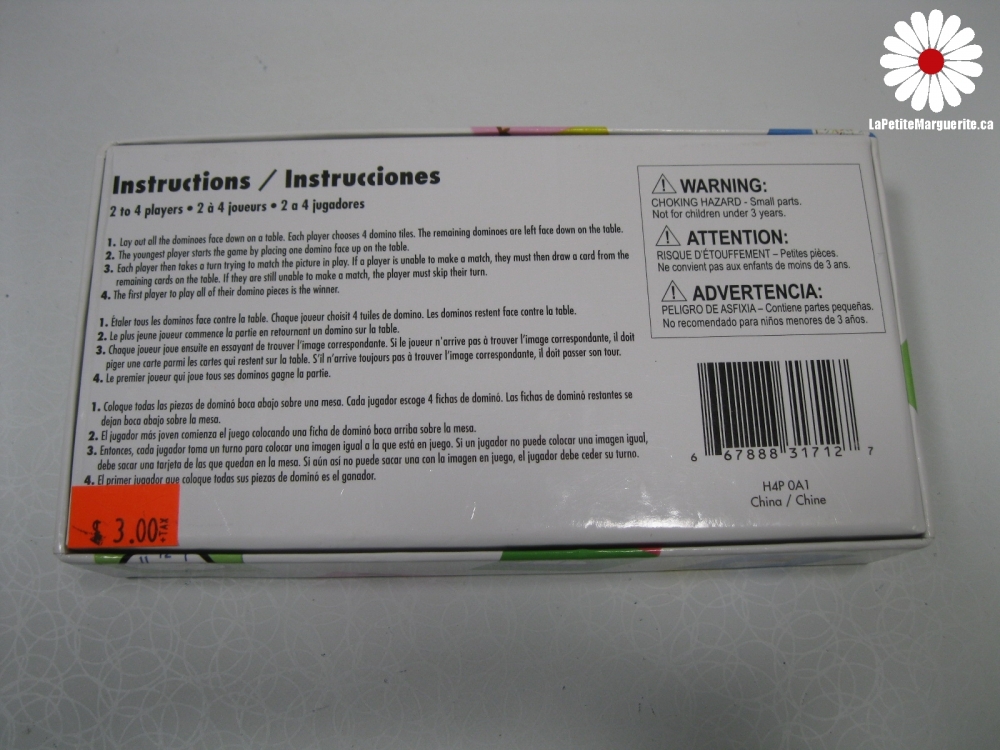 LaPetiteMarguerite.ca
Instructions / Instrucciones
2 to 4 players • 2 à 4 joueurs • 2 a 4 jugadores
1. Lay out all the dominoes face down on a table. Each player chooses 4 domino tiles. The remaining dominoes are left face down on the table.
2. The youngest player starts the game by placing one domino face up on the table.
3. Each player then takes a turn trying to match the picture in play. If a player is unable to make a match, they must then draw a card from the
remaining cards on the table. If they are still unable to make a match, the player must skip their turn.
4. The first player to play all of their domino pieces is the winner.
1. Étaler tous les dominos face contre la table. Chaque joueur choisit 4 tuiles de domino. Les dominos restent face contre la table.
2. Le plus jeune joueur commence la partie en retournant un domino sur la table.
3. Chaque joueur joue ensuite en essayant de trouver l'image correspondante. Si le joueur n'arrive pas à trouver l'image correspondante, il doit
piger une carte parmi les cartes qui restent sur la table. S'il n'arrive toujours pas à trouver l'image correspondante, il doit passer son tour.
4. Le premier joueur qui joue tous ses dominos gagne la partie.
1. Coloque todas las piezas de dominó boca abajo sobre una mesa. Cada jugador escoge 4 fichas de dominó. Las fichas de dominó restantes se
dejan boca abajo sobre la mesa.
2. El jugador más joven comienza el juego colocando una ficha de dominó boca arriba sobre la mesa.
3. Entonces, cada jugador toma un turno para colocar una imagen igual a la que está en juego. Si un jugador no puede colocar una imagen igual,
debe sacar una tarjeta de las que quedan en la mesa. Si aún así no puede sacar una con la imagen en juego, el jugador debe ceder su turno.
4. El primer jugador que coloque todas sus piezas de dominó es el ganador.
$ 3.00 +TAX
WARNING:
CHOKING HAZARD - Small parts.
Not for children under 3 years.
ATTENTION:
RISQUE D'ÉTOUFFEMENT – Petites pièces.
Ne convient pas aux enfants de moins de 3 ans.
ADVERTENCIA:
PELIGRO DE ASFIXIA – Contiene partes pequeñas.
No recomendado para niños menores de 3 años.
6 67888 31712 7
H4P 0A1
China / Chine